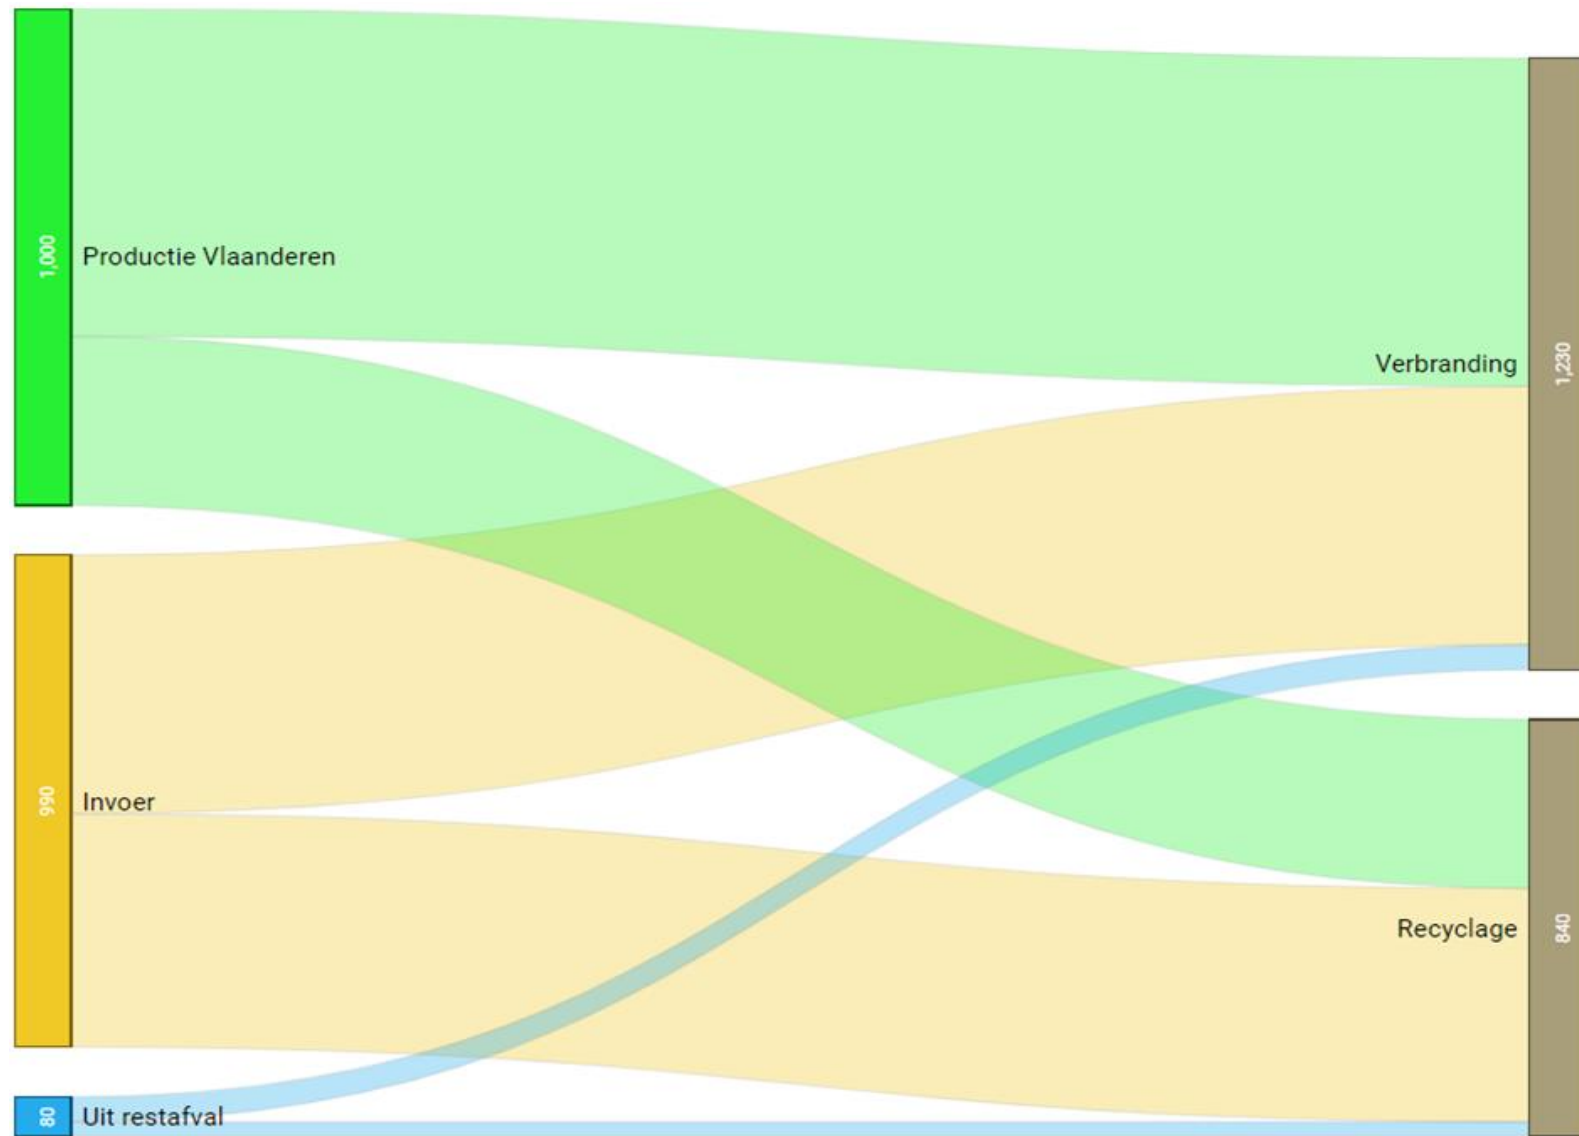 1,000
Productie Vlaanderen
Verbranding
1,230
990
Invoer
Recyclage
840
80
Uit restafval